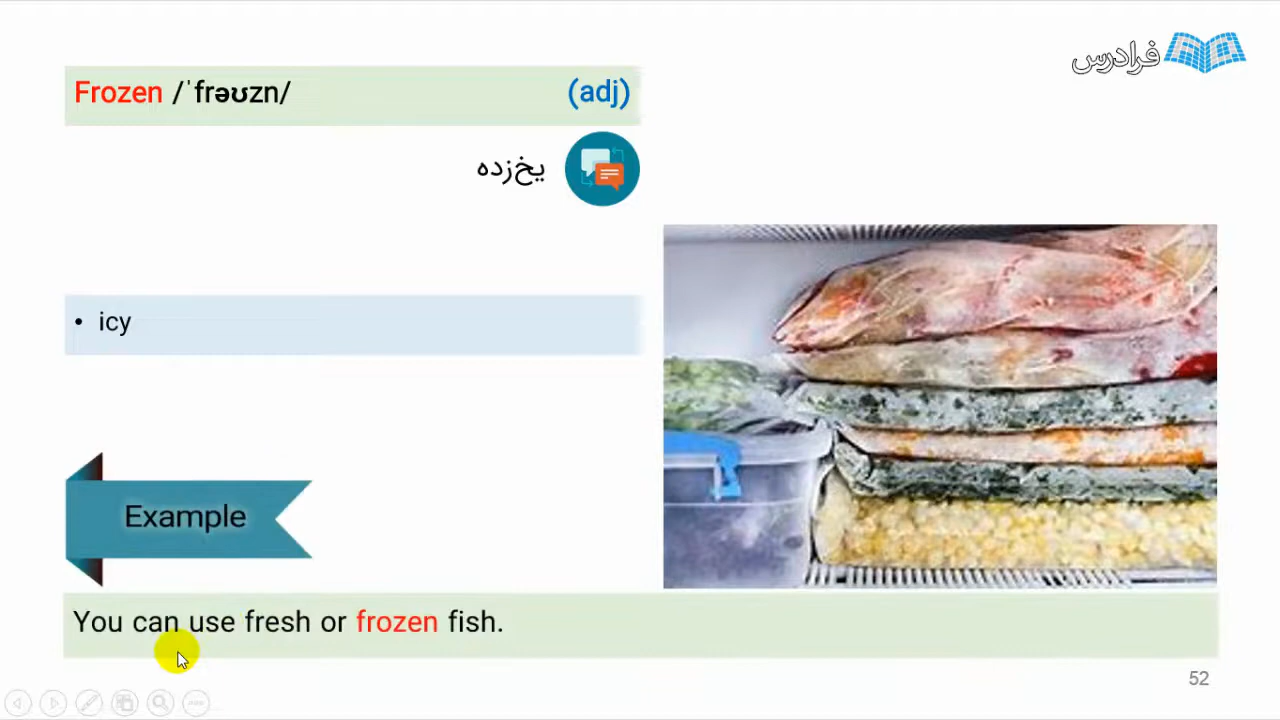 فرادرس
Frozen /ˈfrəʊzn/ (adj)
یخ‌زده
• icy
Example
You can use fresh or frozen fish.
52